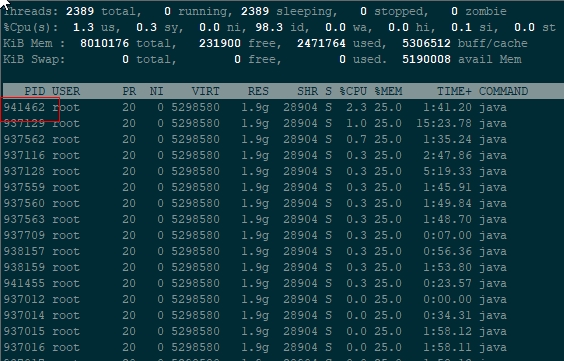 Threads: 2389 total, 0 running, 2389 sleeping, 0 stopped, 0 zombie
%Cpu(s): 1.3 us, 0.3 sy, 0.0 ni, 98.3 id, 0.0 wa, 0.0 hi, 0.1 si, 0.0 st
KiB Mem : 8010176 total, 231900 free, 2471764 used, 5306512 buff/cache
KiB Swap: 0 total, 0 free, 0 used. 5190008 avail Mem
PID USER PR NI VIRT RES SHR S %CPU %MEM TIME+ COMMAND
941462 root 20 0 5298580 1.9g 28904 S 2.3 25.0 1:41.20 java
937129 root 20 0 5298580 1.9g 28904 S 1.0 25.0 15:23.78 java
937562 root 20 0 5298580 1.9g 28904 S 0.7 25.0 1:35.24 java
937116 root 20 0 5298580 1.9g 28904 S 0.3 25.0 2:47.86 java
937128 root 20 0 5298580 1.9g 28904 S 0.3 25.0 5:19.33 java
937559 root 20 0 5298580 1.9g 28904 S 0.3 25.0 1:45.91 java
937560 root 20 0 5298580 1.9g 28904 S 0.3 25.0 1:49.84 java
937563 root 20 0 5298580 1.9g 28904 S 0.3 25.0 1:48.70 java
937709 root 20 0 5298580 1.9g 28904 S 0.3 25.0 0:07.00 java
938157 root 20 0 5298580 1.9g 28904 S 0.3 25.0 0:56.36 java
938159 root 20 0 5298580 1.9g 28904 S 0.3 25.0 1:53.80 java
941455 root 20 0 5298580 1.9g 28904 S 0.3 25.0 0:23.57 java
937012 root 20 0 5298580 1.9g 28904 S 0.0 25.0 0:00.00 java
937014 root 20 0 5298580 1.9g 28904 S 0.0 25.0 0:34.31 java
937015 root 20 0 5298580 1.9g 28904 S 0.0 25.0 1:58.12 java
937016 root 20 0 5298580 1.9g 28904 S 0.0 25.0 1:58.11 java